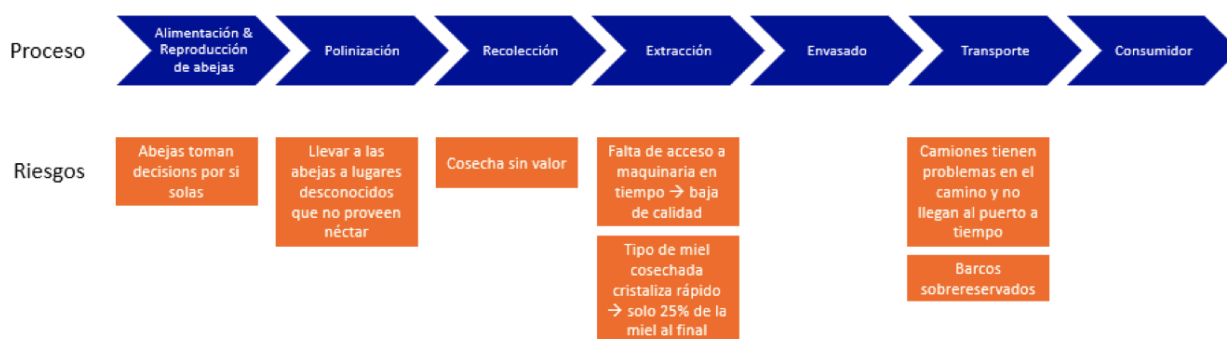 Proceso
Alimentación &
Reproducción
de abejas
Polinización
Recolección
Extracción
Envasado
Transporte
Consumidor
Riesgos
Abejas toman
decisions por si
solas
Llevar a las
abejas a lugares
desconocidos
que no proveen
néctar
Cosecha sin valor
Falta de acceso a
maquinaria en
tiempo → baja
de calidad
Tipo de miel
cosechada
cristaliza rápido
→ solo 25% de la
miel al final
Camiones tienen
problemas en el
camino y no
llegan al puerto a
tiempo
Barcos
sobrereservados